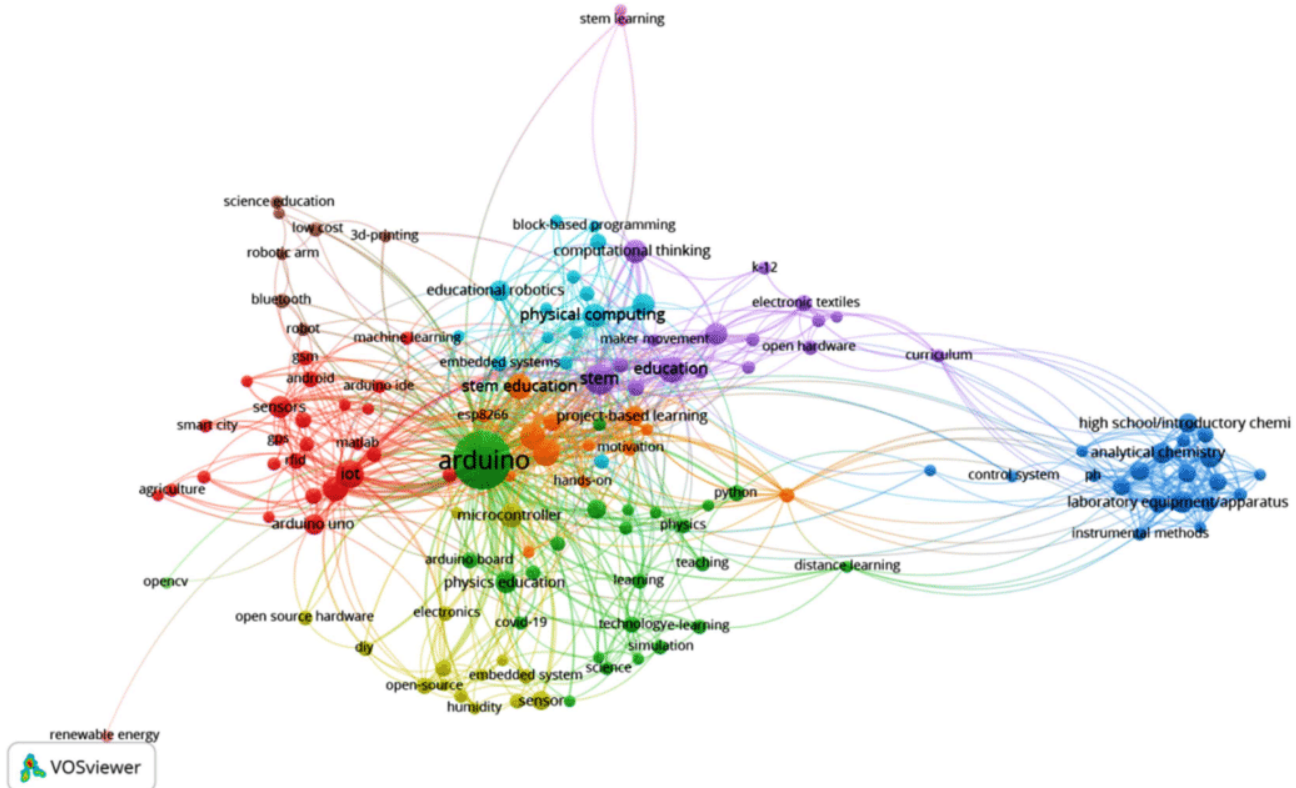 stem learning
science education
low cost
3d-printing
block-based programming
computational thinking
robotic arm
k-12
educational robotics
bluetooth
electronic textiles
physical computing
robot
machine learning
maker movement
open hardware
gsm
embedded systems
curriculum
education
android
arduino ide
stem education
stem
sensors
esp8266
project-based learning
smart city
high school/introductory chemi
gps
matlab
motivation
analytical chemistry
rfid
arduino
iot
hands-on
control system
ph
agriculture
python
laboratory equipment/apparatus
arduino uno
microcontroller
physics
instrumental methods
arduino board
teaching
distance learning
opencv
physics education
learning
open source hardware
electronics
covid-19
technology
e-learning
diy
simulation
science
open-source
embedded system
humidity
sensor
renewable energy
VOSviewer